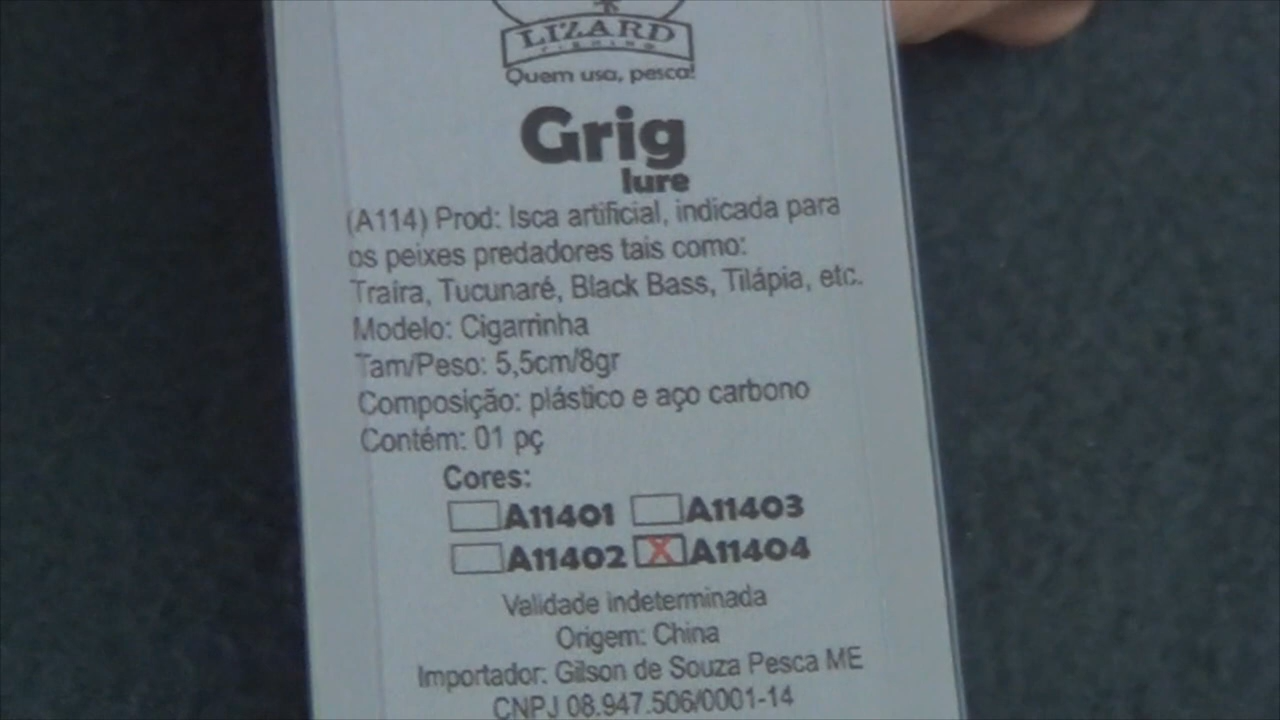 LIZARD
FISHING
Quem usa, pesca!
Grig
lure
(A114) Prod: Isca artificial, indicada para
os peixes predadores tais como:
Traíra, Tucunaré, Black Bass, Tilápia, etc.
Modelo: Cigarrinha
Tam/Peso: 5,5cm/8gr
Composição: plástico e aço carbono
Contém: 01 pç
Cores:
A11401 A11403
A11402 X A11404
Validade indeterminada
Origem: China
Importador: Gilson de Souza Pesca ME
CNPJ 08.947.506/0001-14